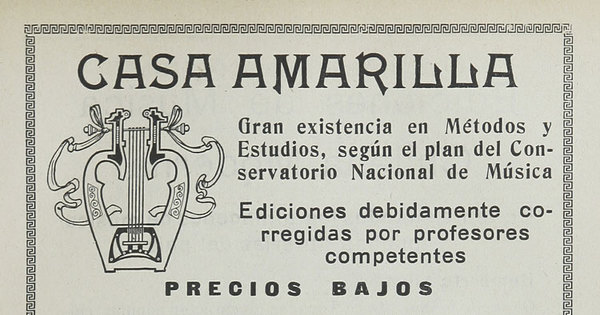 CASA AMARILLA
Gran existencia en Métodos y
Estudios, según el plan del Con-
servatorio Nacional de Música
Ediciones debidamente co-
rregidas por profesores
competentes
PRECIOS BAJOS